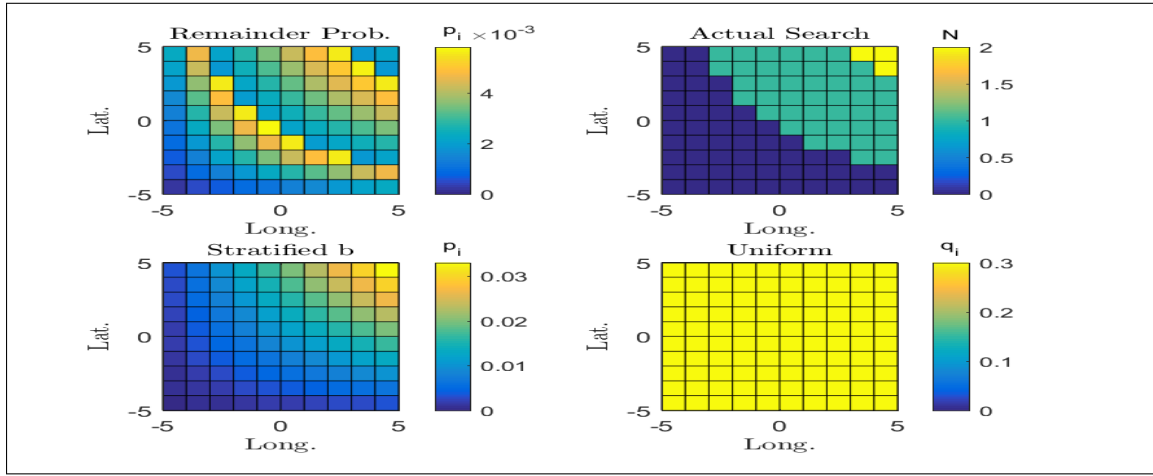 Remainder Prob.
p_i ×10^-3
5
0
-5
Lat.
-5 0 5
Long.
4
2
0
Actual Search
N
5
0
-5
Lat.
-5 0 5
Long.
2
1.5
1
0.5
0
Stratified b
p_i
5
0
-5
Lat.
-5 0 5
Long.
0.03
0.02
0.01
0
Uniform
q_i
5
0
-5
Lat.
-5 0 5
Long.
0.3
0.2
0.1
0